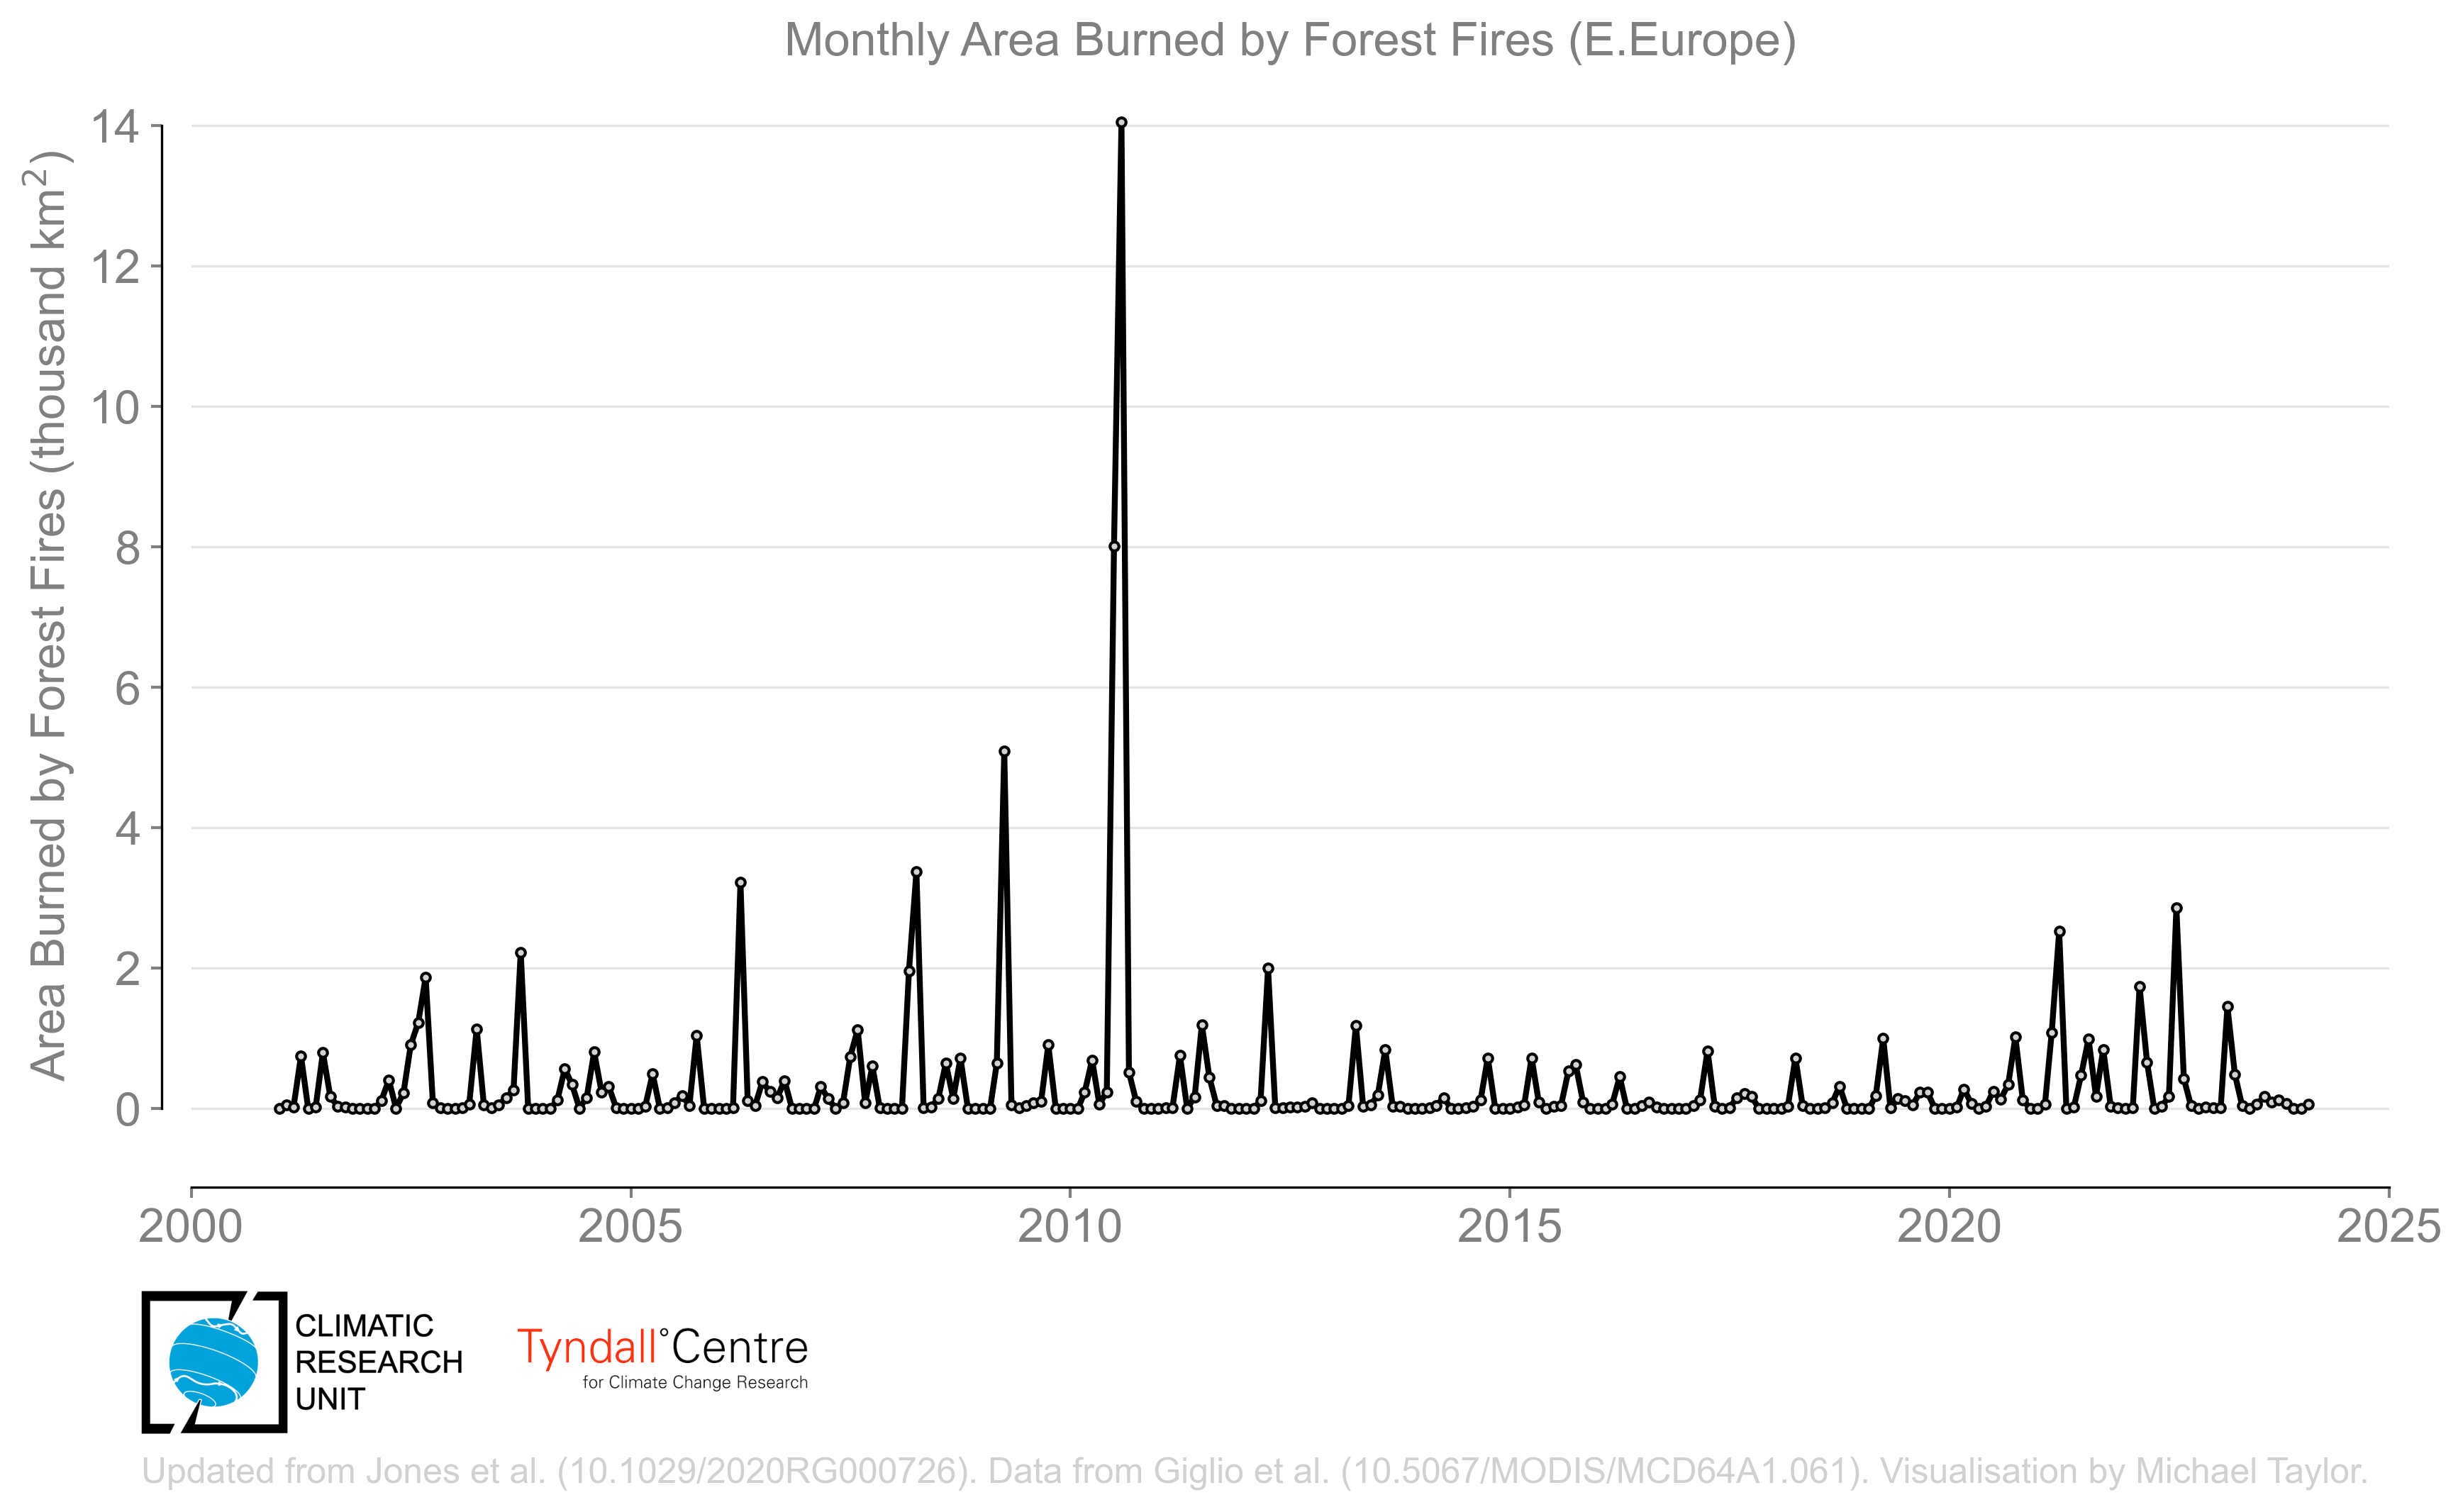 Monthly Area Burned by Forest Fires (E.Europe)
Area Burned by Forest Fires (thousand km²)
14
12
10
8
6
4
2
0
2000 2005 2010 2015 2020 2025
CLIMATIC
RESEARCH
UNIT
Tyndall°Centre
for Climate Change Research
Updated from Jones et al. (10.1029/2020RG000726). Data from Giglio et al. (10.5067/MODIS/MCD64A1.061). Visualisation by Michael Taylor.